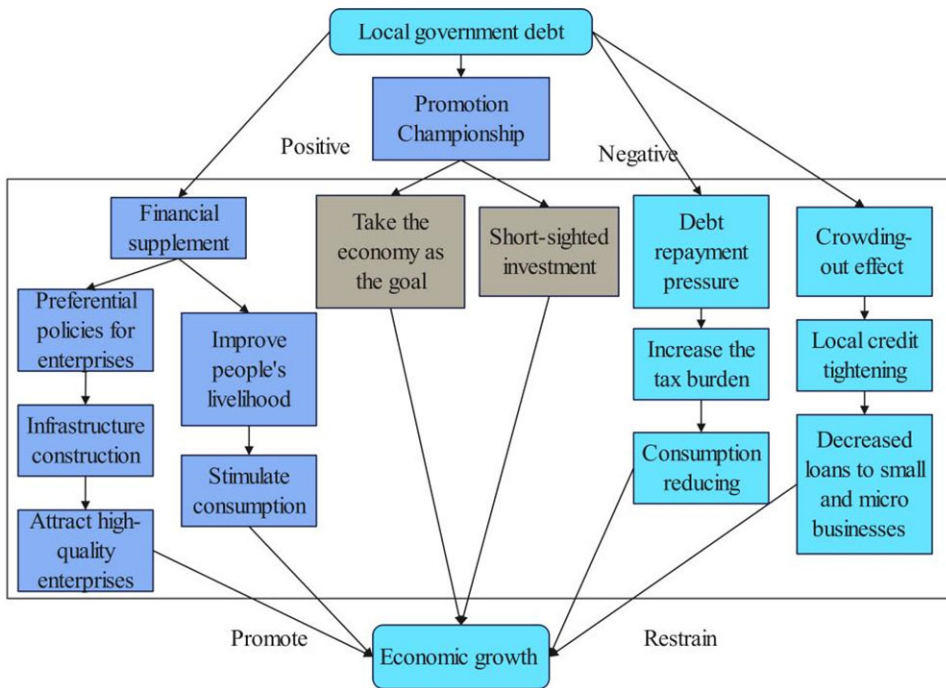 Local government debt
Promotion
Championship
Positive
Negative
Financial
supplement
Take the
economy as
the goal
Short-sighted
investment
Debt
repayment
pressure
Crowding-
out effect
Preferential
policies for
enterprises
Improve
people's
livelihood
Increase the
tax burden
Local credit
tightening
Infrastructure
construction
Stimulate
consumption
Consumption
reducing
Decreased
loans to small
and micro
businesses
Attract high-
quality
enterprises
Promote
Restrain
Economic growth